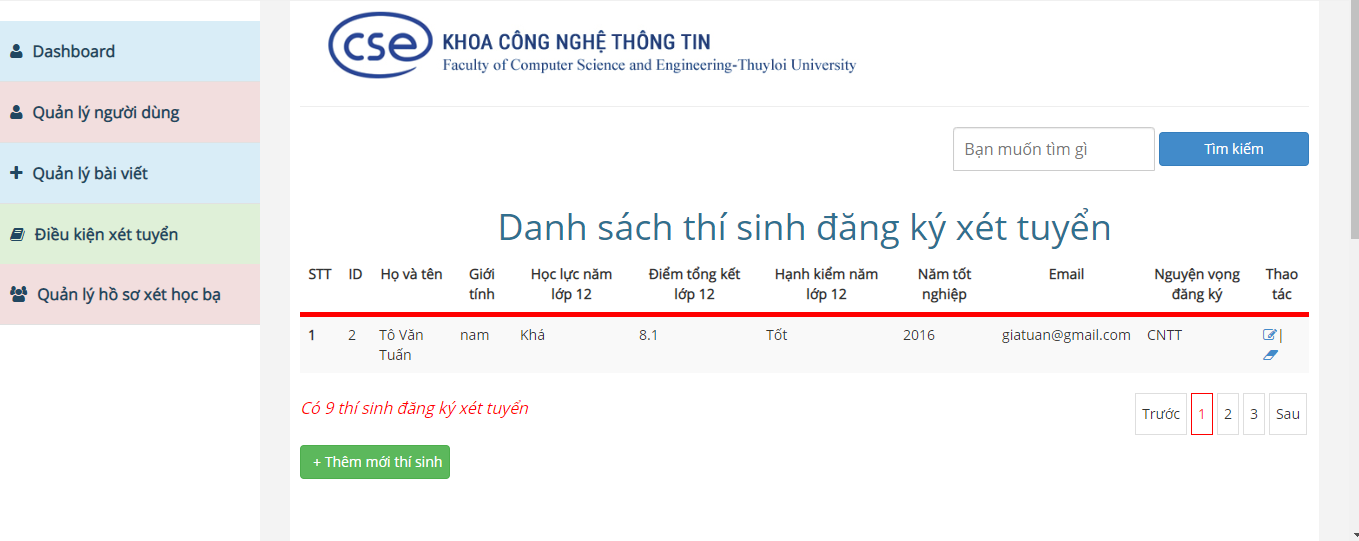 Dashboard
Quản lý người dùng
Quản lý bài viết
Điều kiện xét tuyển
Quản lý hồ sơ xét học bạ
cse
KHOA CÔNG NGHỆ THÔNG TIN
Faculty of Computer Science and Engineering-Thuyloi University
Bạn muốn tìm gì
Tìm kiếm
Danh sách thí sinh đăng ký xét tuyển
STT ID Họ và tên Giới tính Học lực năm lớp 12 Điểm tổng kết lớp 12 Hạnh kiểm năm lớp 12 Năm tốt nghiệp Email Nguyện vọng đăng ký Thao tác
1 2 Tô Văn Tuấn nam Khá 8.1 Tốt 2016 giatuan@gmail.com CNTT |
Có 9 thí sinh đăng ký xét tuyển
Trước 1 2 3 Sau
+ Thêm mới thí sinh